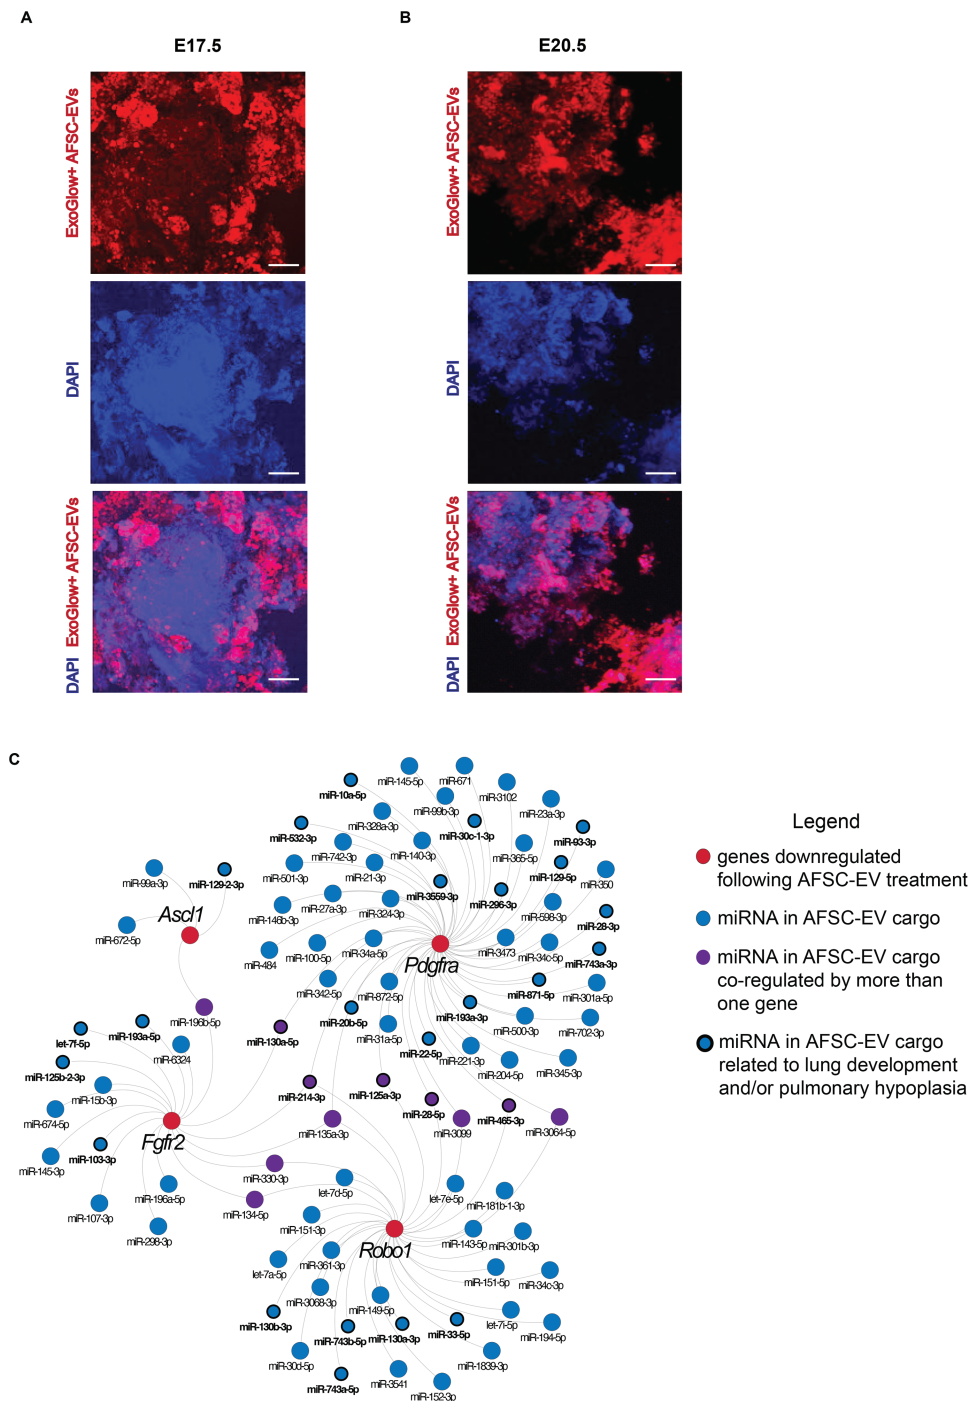 A
E17.5
ExoGlow+ AFSC-EVs
DAPI
DAPI ExoGlow+ AFSC-EVs
B
E20.5
ExoGlow+ AFSC-EVs
DAPI
DAPI ExoGlow+ AFSC-EVs
C
miR-145-5p
miR-671
miR-10a-5p
miR-3102
miR-99b-3p
miR-23a-3p
miR-328a-3p
miR-30c-1-3p
miR-532-3p
miR-93-3p
miR-742-3p
miR-140-3p
miR-365-5p
miR-501-3p
miR-21-3p
miR-129-5p
miR-350
miR-99a-3p
miR-129-2-3p
miR-3559-3p
miR-296-3p
miR-27a-3p
miR-324-3p
miR-598-3p
miR-146b-3p
miR-28-3p
Ascl1
miR-672-5p
miR-34a-5p
miR-3473
miR-34c-5p
miR-484
miR-100-5p
miR-743a-3p
Pdgfra
miR-342-5p
miR-872-5p
miR-871-5p
miR-301a-5p
miR-196b-5p
miR-20b-5p
miR-193a-3p
miR-500-3p
miR-702-3p
let-7f-5p
miR-193a-5p
miR-130a-5p
miR-31a-5p
miR-6324
miR-22-5p
miR-221-3p
miR-204-5p
miR-345-3p
miR-125b-2-3p
miR-15b-3p
miR-214-3p
miR-125a-3p
miR-28-5p
miR-465-3p
miR-674-5p
miR-135a-3p
miR-3099
miR-3064-5p
Fgfr2
miR-145-3p
miR-103-3p
miR-330-3p
let-7d-5p
let-7e-5p
miR-196a-5p
miR-134-5p
miR-181b-1-3p
miR-107-3p
miR-298-3p
miR-151-3p
Robo1
miR-143-5p
miR-301b-3p
let-7a-5p
miR-361-3p
miR-151-5p
miR-34c-3p
miR-3068-3p
miR-149-5p
miR-130b-3p
miR-743b-5p
miR-130a-3p
miR-33-5p
let-7i-5p
miR-194-5p
miR-30d-5p
miR-1839-3p
miR-743a-5p
miR-3541
miR-152-3p
Legend
genes downregulated
following AFSC-EV treatment
miRNA in AFSC-EV cargo
miRNA in AFSC-EV cargo
co-regulated by more than
one gene
miRNA in AFSC-EV cargo
related to lung development
and/or pulmonary hypoplasia